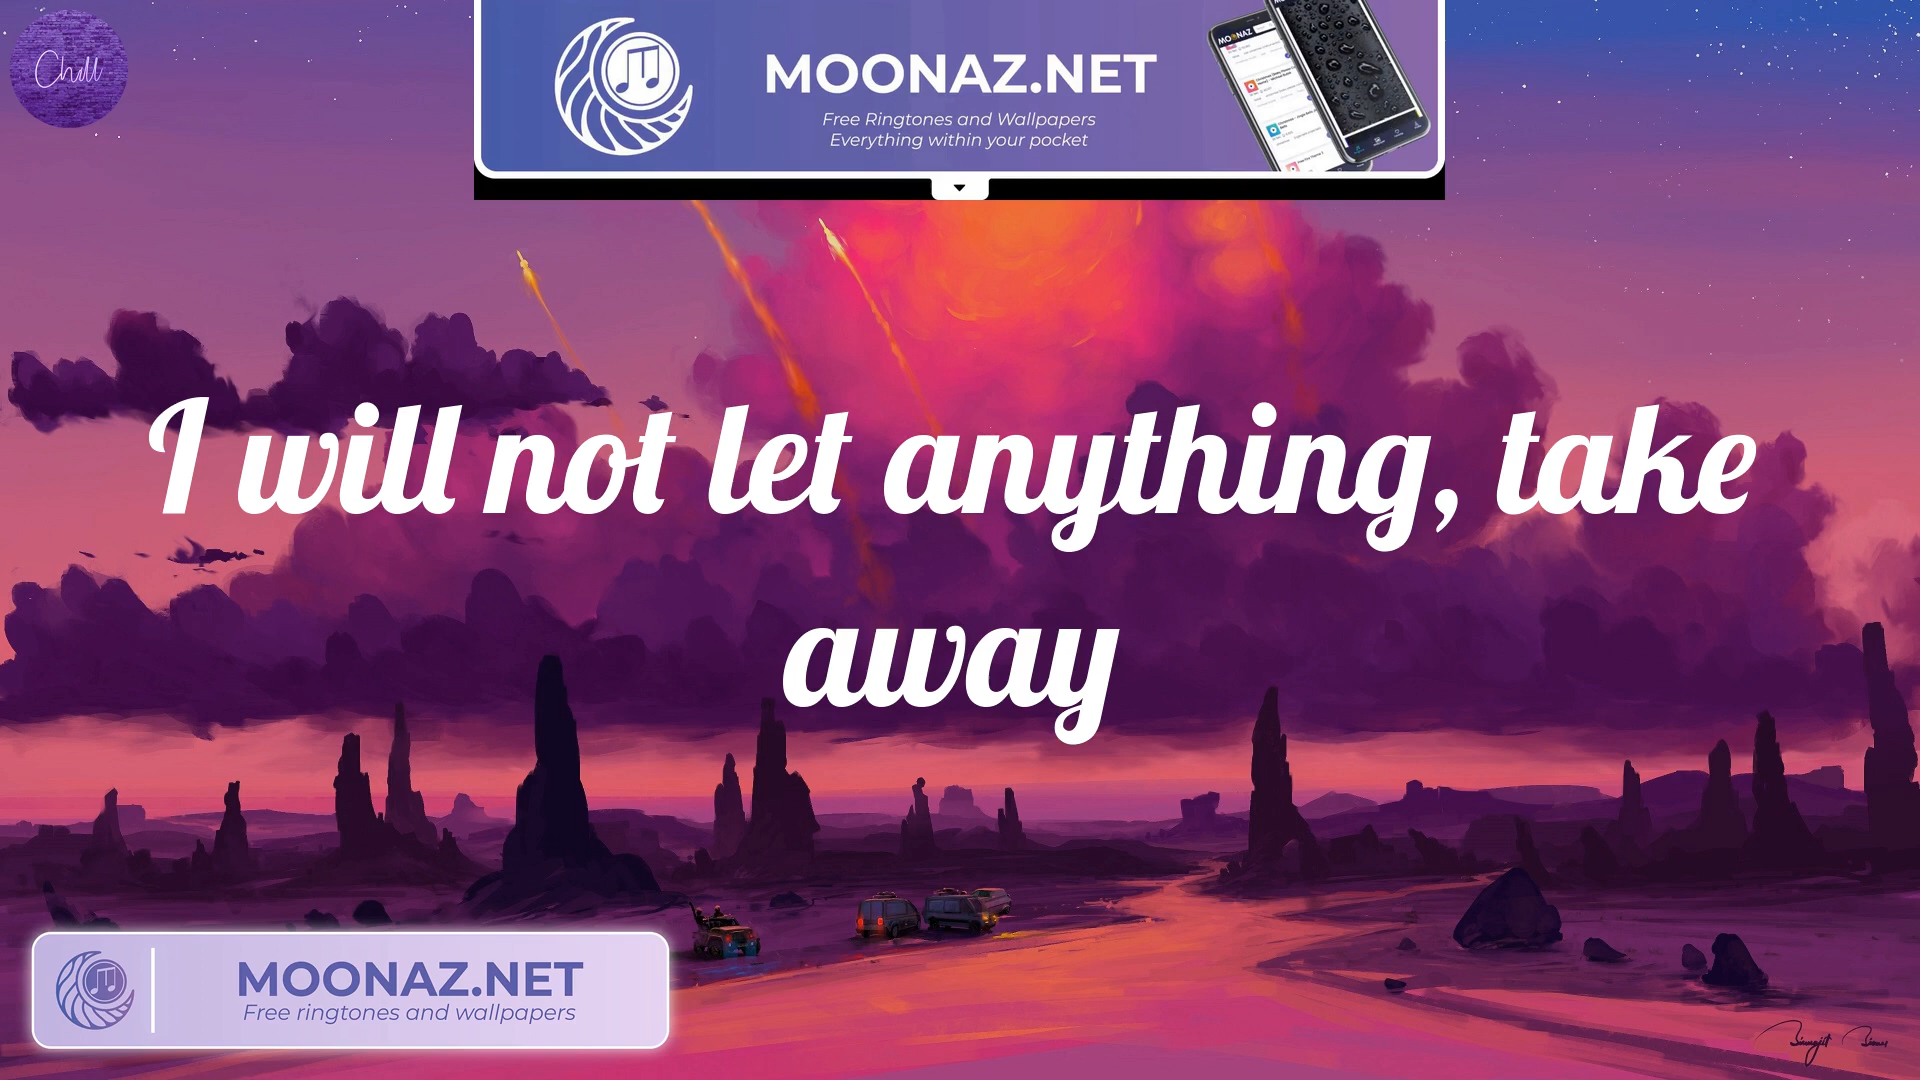 Chill
MOONAZ.NET
Free Ringtones and Wallpapers
Everything within your pocket
MOONAZ
I will not let anything, take
away
MOONAZ.NET
Free ringtones and wallpapers